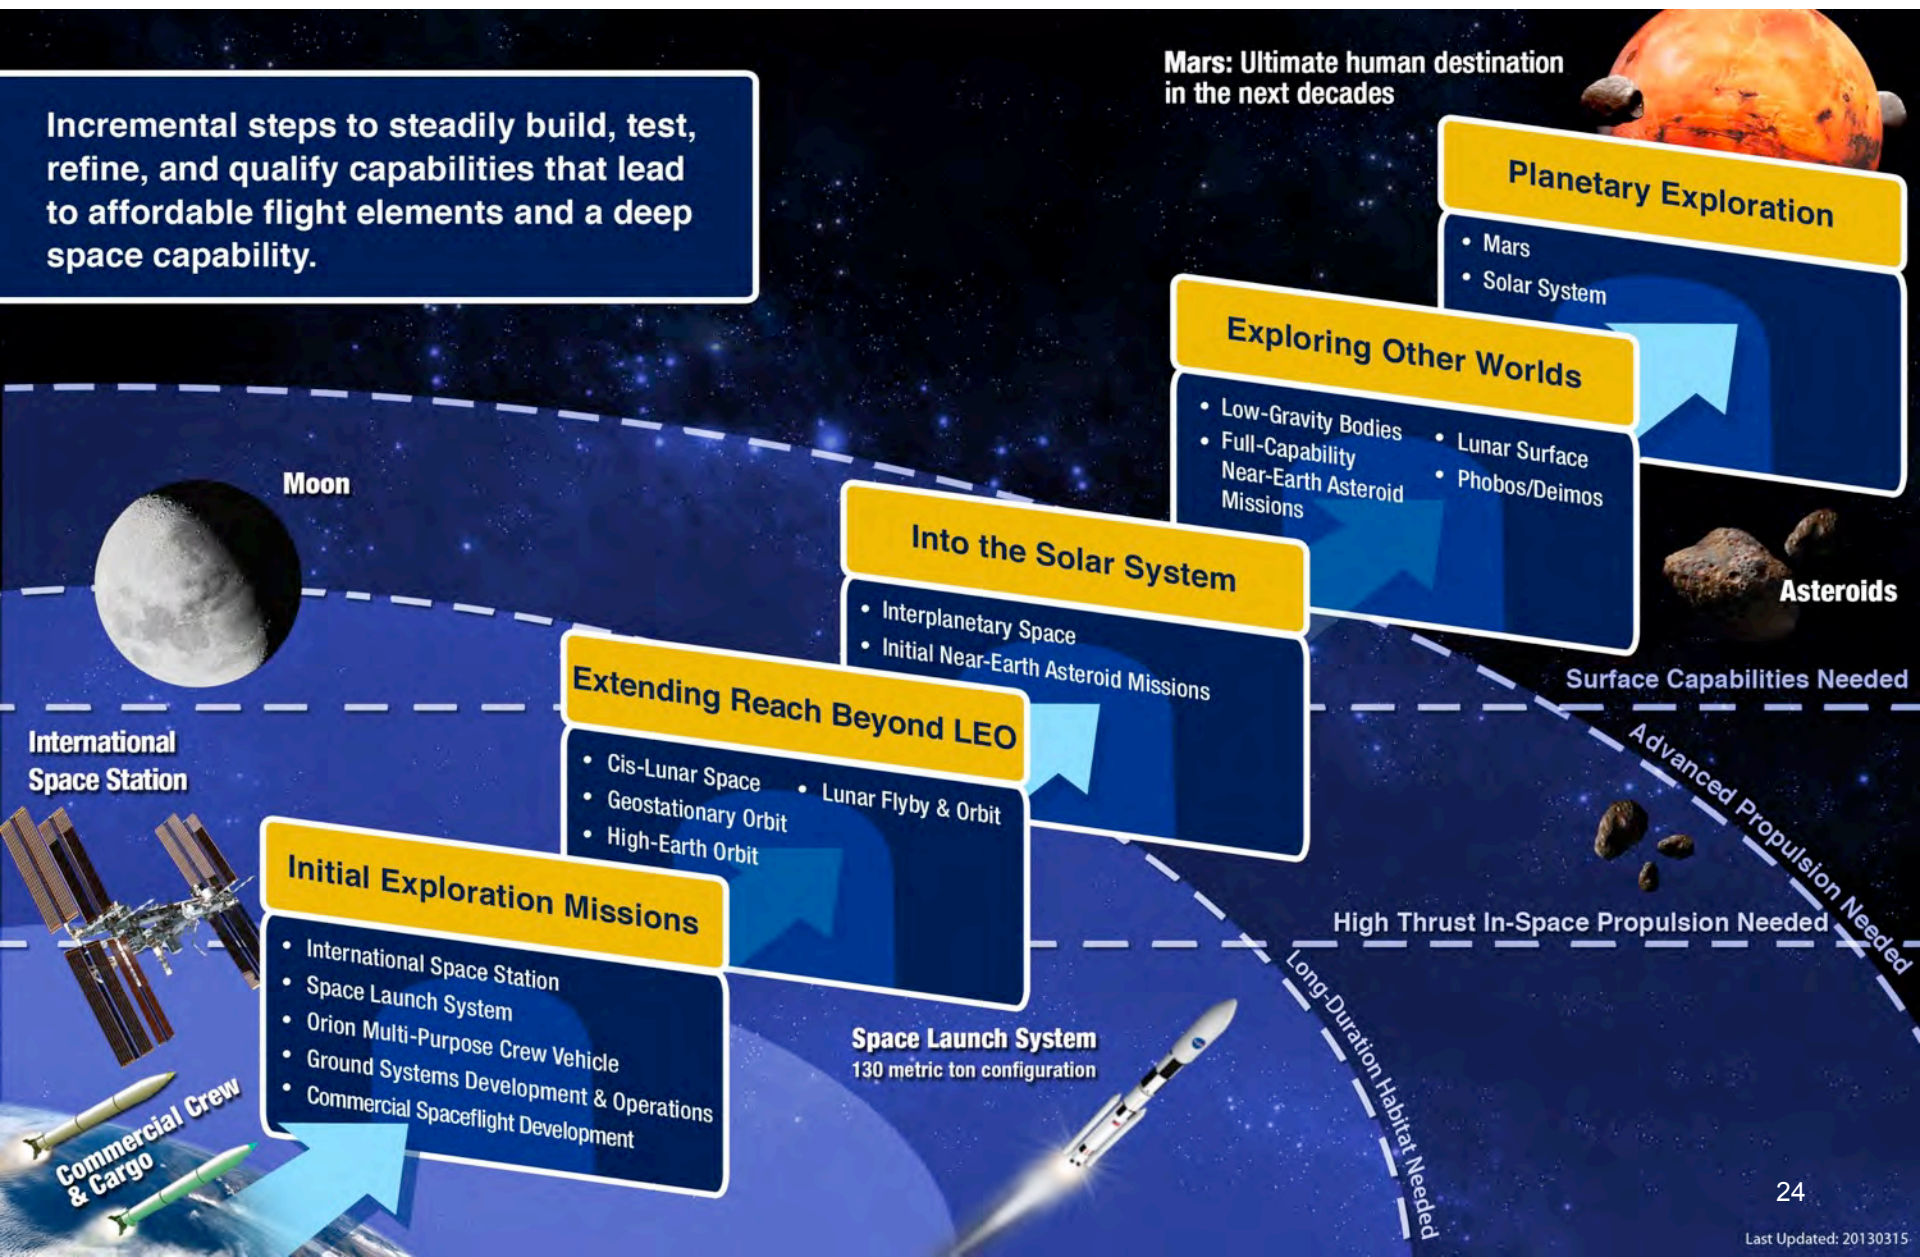 Mars: Ultimate human destination
in the next decades
Incremental steps to steadily build, test,
refine, and qualify capabilities that lead
to affordable flight elements and a deep
space capability.
Planetary Exploration
• Mars
• Solar System
Exploring Other Worlds
• Low-Gravity Bodies
• Full-Capability
Near-Earth Asteroid
Missions
• Lunar Surface
• Phobos/Deimos
Moon
Into the Solar System
• Interplanetary Space
• Initial Near-Earth Asteroid Missions
Asteroids
Surface Capabilities Needed
Extending Reach Beyond LEO
• Cis-Lunar Space
• Geostationary Orbit
• High-Earth Orbit
• Lunar Flyby & Orbit
International
Space Station
Advanced Propulsion Needed
Initial Exploration Missions
• International Space Station
• Space Launch System
• Orion Multi-Purpose Crew Vehicle
• Ground Systems Development & Operations
• Commercial Spaceflight Development
High Thrust In-Space Propulsion Needed
Long-Duration Habitat Needed
Space Launch System
130 metric ton configuration
Commercial Crew
& Cargo
24
Last Updated: 20130315